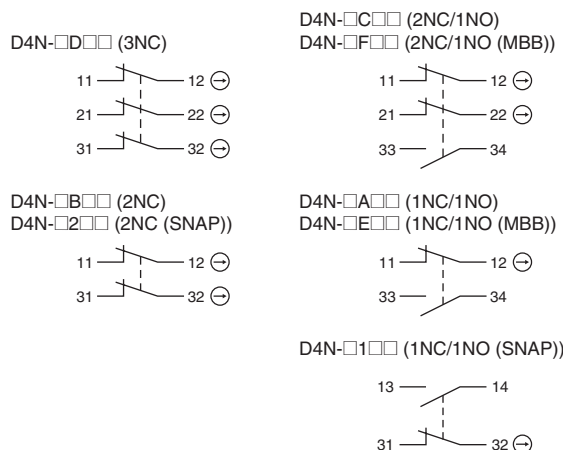 D4N-□D□□ (3NC)
11 12
21 22
31 32
D4N-□C□□ (2NC/1NO)
D4N-□F□□ (2NC/1NO (MBB))
11 12
21 22
33 34
D4N-□B□□ (2NC)
D4N-□2□□ (2NC (SNAP))
11 12
31 32
D4N-□A□□ (1NC/1NO)
D4N-□E□□ (1NC/1NO (MBB))
11 12
33 34
D4N-□1□□ (1NC/1NO (SNAP))
13 14
31 32